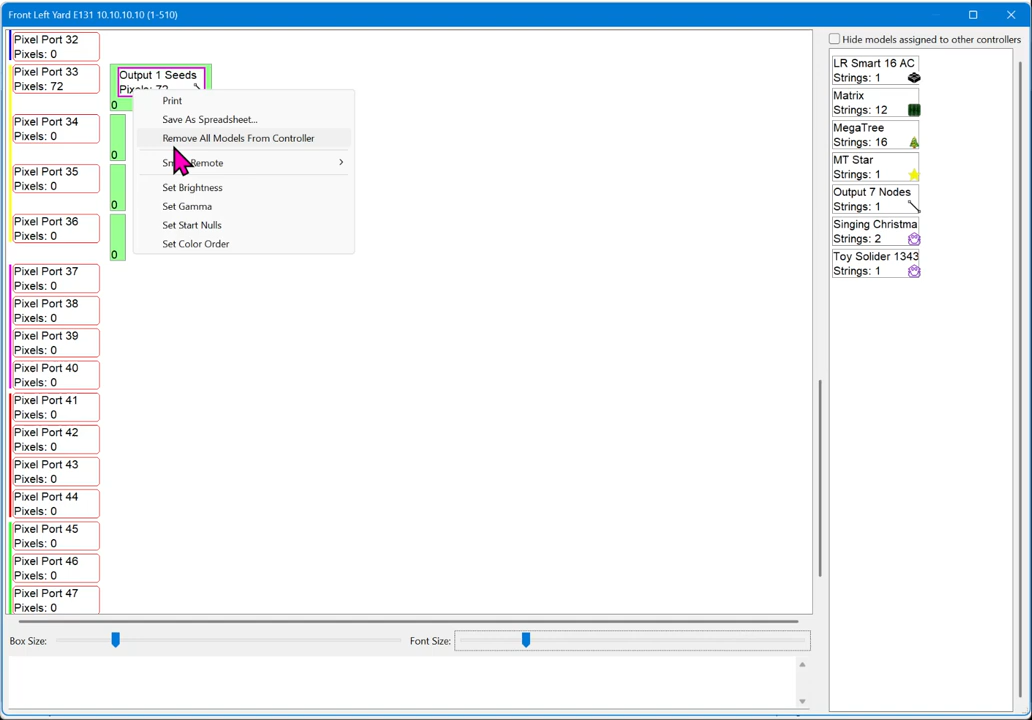 Front Left Yard E131 10.10.10.10 (1-510)
Pixel Port 32
Pixels: 0
Pixel Port 33
Pixels: 72
Pixel Port 34
Pixels: 0
Pixel Port 35
Pixels: 0
Pixel Port 36
Pixels: 0
Pixel Port 37
Pixels: 0
Pixel Port 38
Pixels: 0
Pixel Port 39
Pixels: 0
Pixel Port 40
Pixels: 0
Pixel Port 41
Pixels: 0
Pixel Port 42
Pixels: 0
Pixel Port 43
Pixels: 0
Pixel Port 44
Pixels: 0
Pixel Port 45
Pixels: 0
Pixel Port 46
Pixels: 0
Pixel Port 47
Pixels: 0
Output 1 Seeds
Pixels: 72
0
0
0
0
Print
Save As Spreadsheet...
Remove All Models From Controller
Remote
Set Brightness
Set Gamma
Set Start Nulls
Set Color Order
Hide models assigned to other controllers
LR Smart 16 AC
Strings: 1
Matrix
Strings: 12
MegaTree
Strings: 16
MT Star
Strings: 1
Output 7 Nodes
Strings: 1
Singing Christma
Strings: 2
Toy Solider 1343
Strings: 1
Box Size:
Font Size: